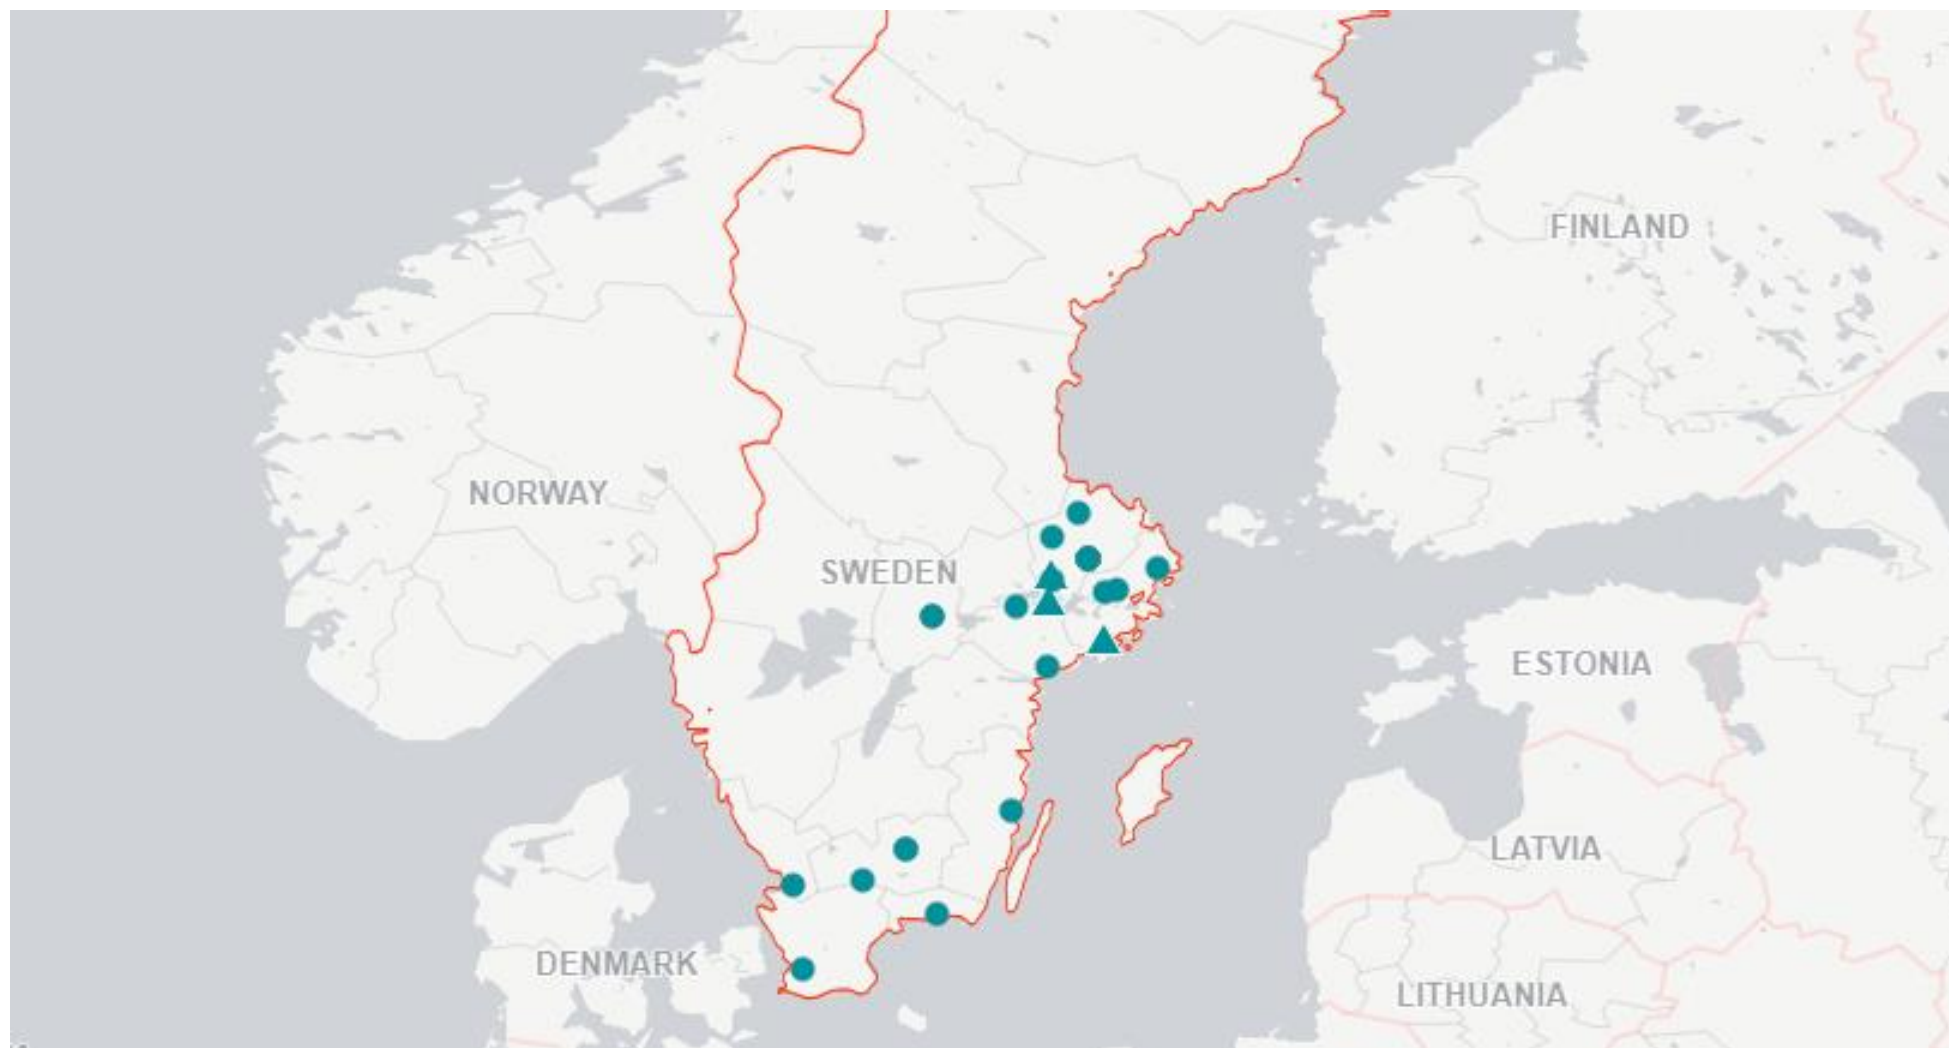 FINLAND
NORWAY
SWEDEN
ESTONIA
LATVIA
DENMARK
LITHUANIA